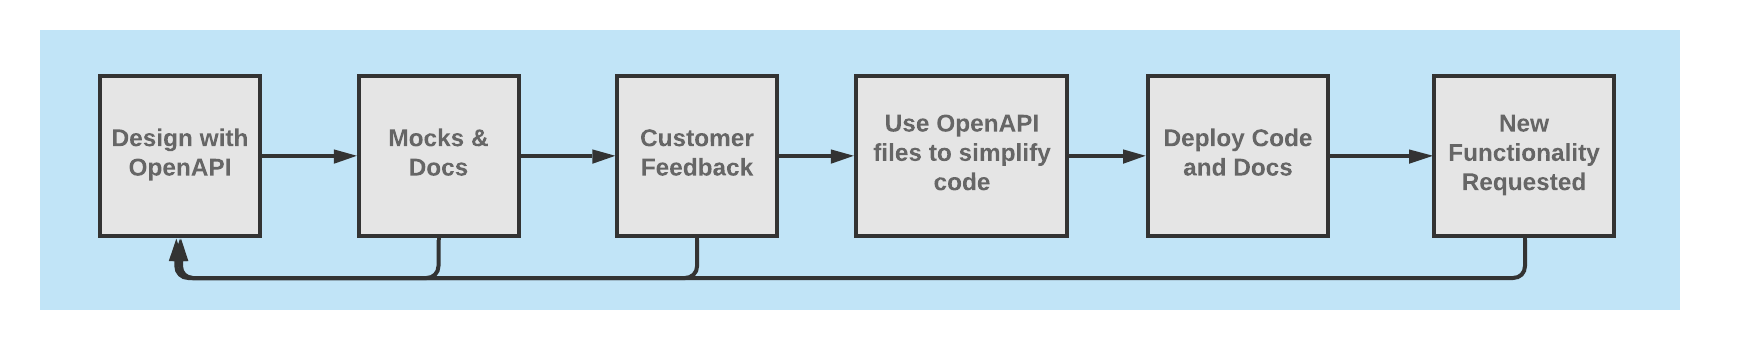 Design with
OpenAPI
Mocks &
Docs
Customer
Feedback
Use OpenAPI
files to simplify
code
Deploy Code
and Docs
New
Functionality
Requested